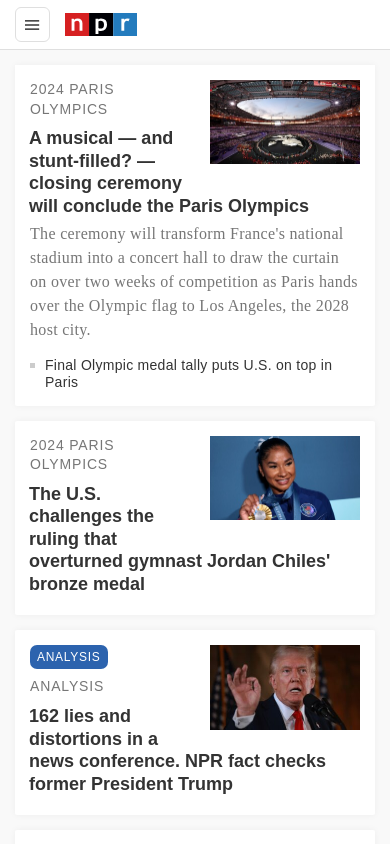 npr
2024 PARIS
OLYMPICS
A musical — and
stunt-filled? —
closing ceremony
will conclude the Paris Olympics
The ceremony will transform France's national
stadium into a concert hall to draw the curtain
on over two weeks of competition as Paris hands
over the Olympic flag to Los Angeles, the 2028
host city.
Final Olympic medal tally puts U.S. on top in
Paris
2024 PARIS
OLYMPICS
The U.S.
challenges the
ruling that
overturned gymnast Jordan Chiles'
bronze medal
ANALYSIS
ANALYSIS
162 lies and
distortions in a
news conference. NPR fact checks
former President Trump